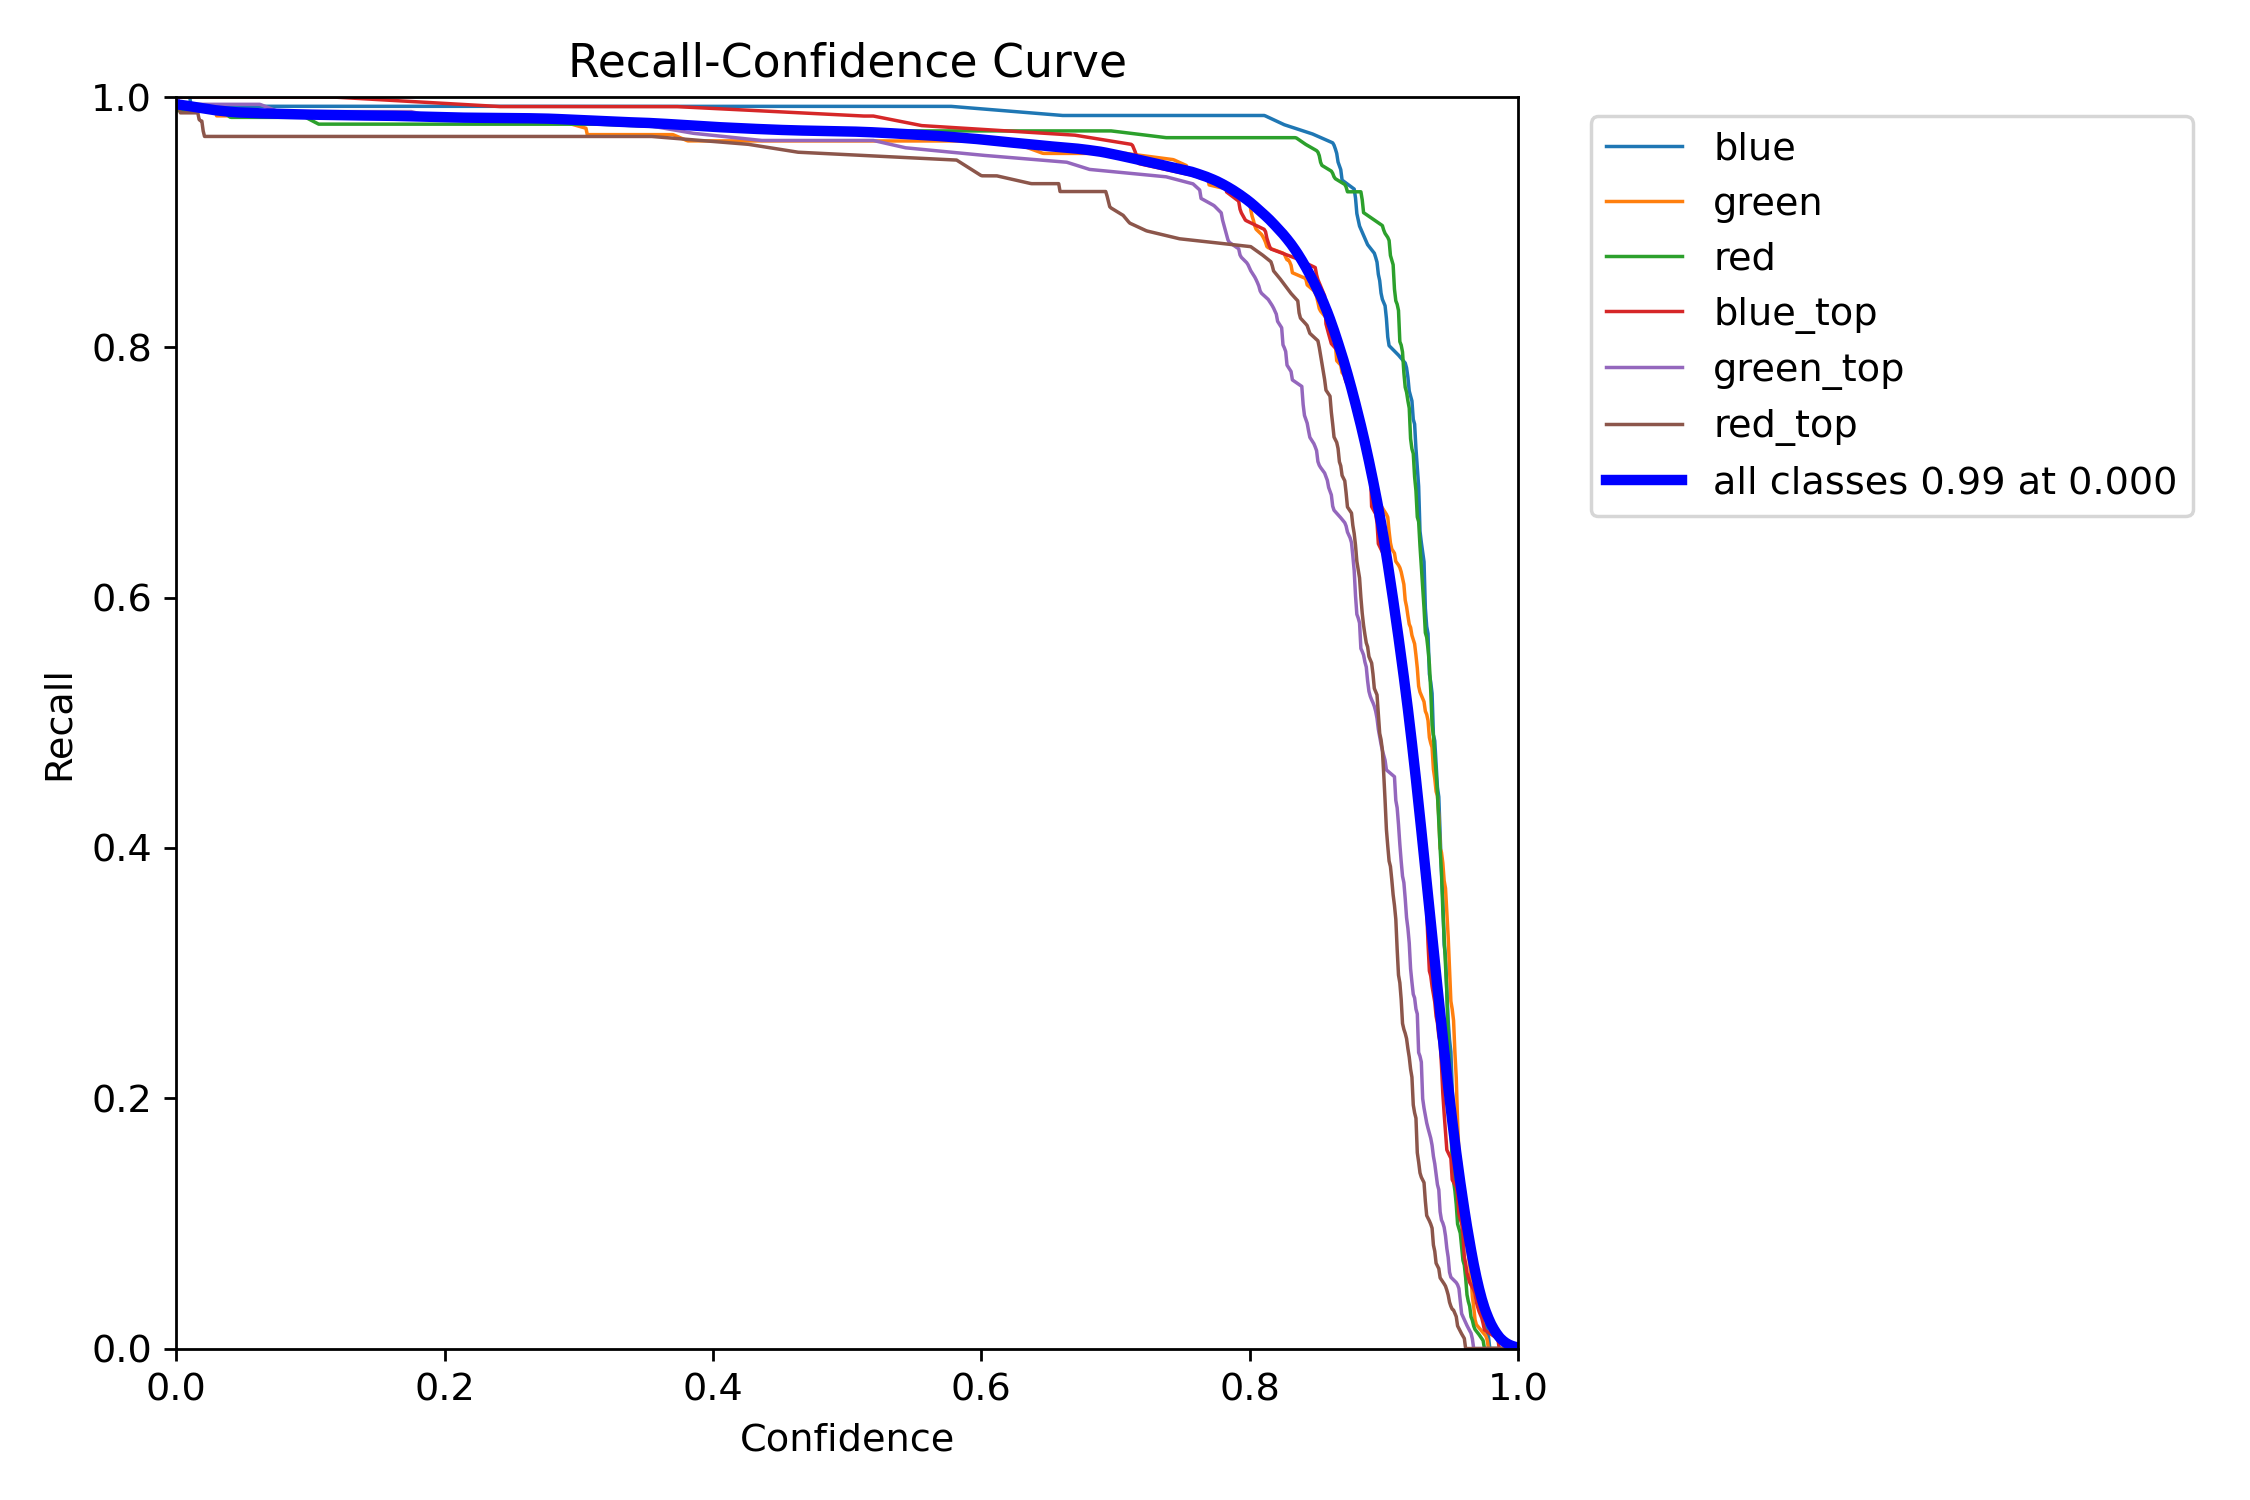 Recall-Confidence Curve
1.0
0.8
0.6
0.4
0.2
0.0
Recall
0.0 0.2 0.4 0.6 0.8 1.0
Confidence
blue
green
red
blue_top
green_top
red_top
all classes 0.99 at 0.000